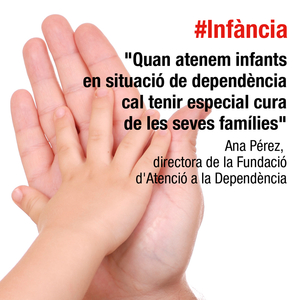 #Infància
"Quan atenem infants
en situació de dependència
cal tenir especial cura
de les seves famílies"
Ana Pérez,
directora de la Fundació
d'Atenció a la Dependència